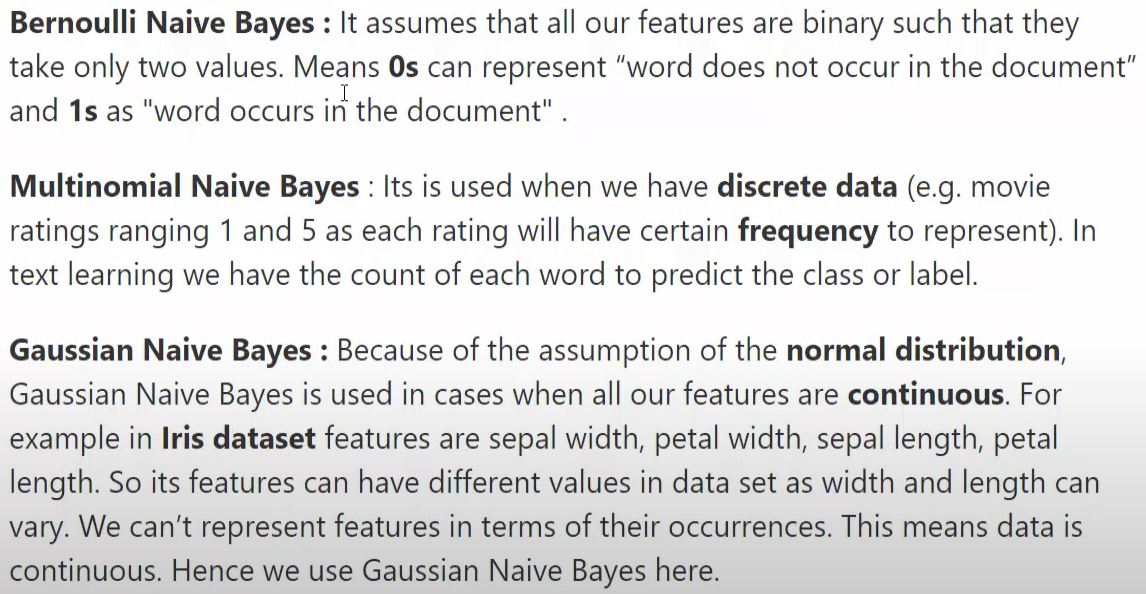 Bernoulli Naive Bayes : It assumes that all our features are binary such that they
take only two values. Means 0s can represent “word does not occur in the document”
and 1s as "word occurs in the document" .
Multinomial Naive Bayes : Its is used when we have discrete data (e.g. movie
ratings ranging 1 and 5 as each rating will have certain frequency to represent). In
text learning we have the count of each word to predict the class or label.
Gaussian Naive Bayes : Because of the assumption of the normal distribution,
Gaussian Naive Bayes is used in cases when all our features are continuous. For
example in Iris dataset features are sepal width, petal width, sepal length, petal
length. So its features can have different values in data set as width and length can
vary. We can’t represent features in terms of their occurrences. This means data is
continuous. Hence we use Gaussian Naive Bayes here.